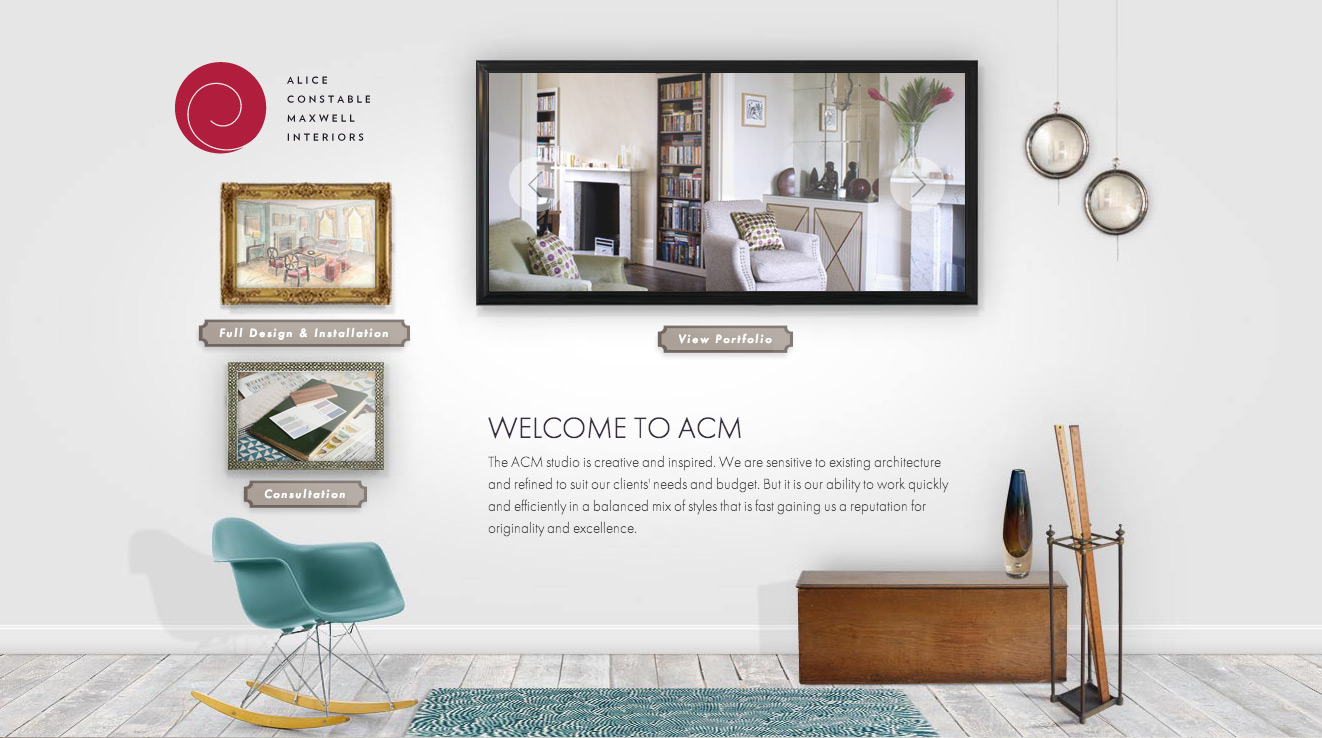 ALICE
CONSTABLE
MAXWELL
INTERIORS
Full Design & Installation
View Portfolio
Consultation
WELCOME TO ACM
The ACM studio is creative and inspired. We are sensitive to existing architecture
and refined to suit our clients' needs and budget. But it is our ability to work quickly
and efficiently in a balanced mix of styles that is fast gaining us a reputation for
originality and excellence.